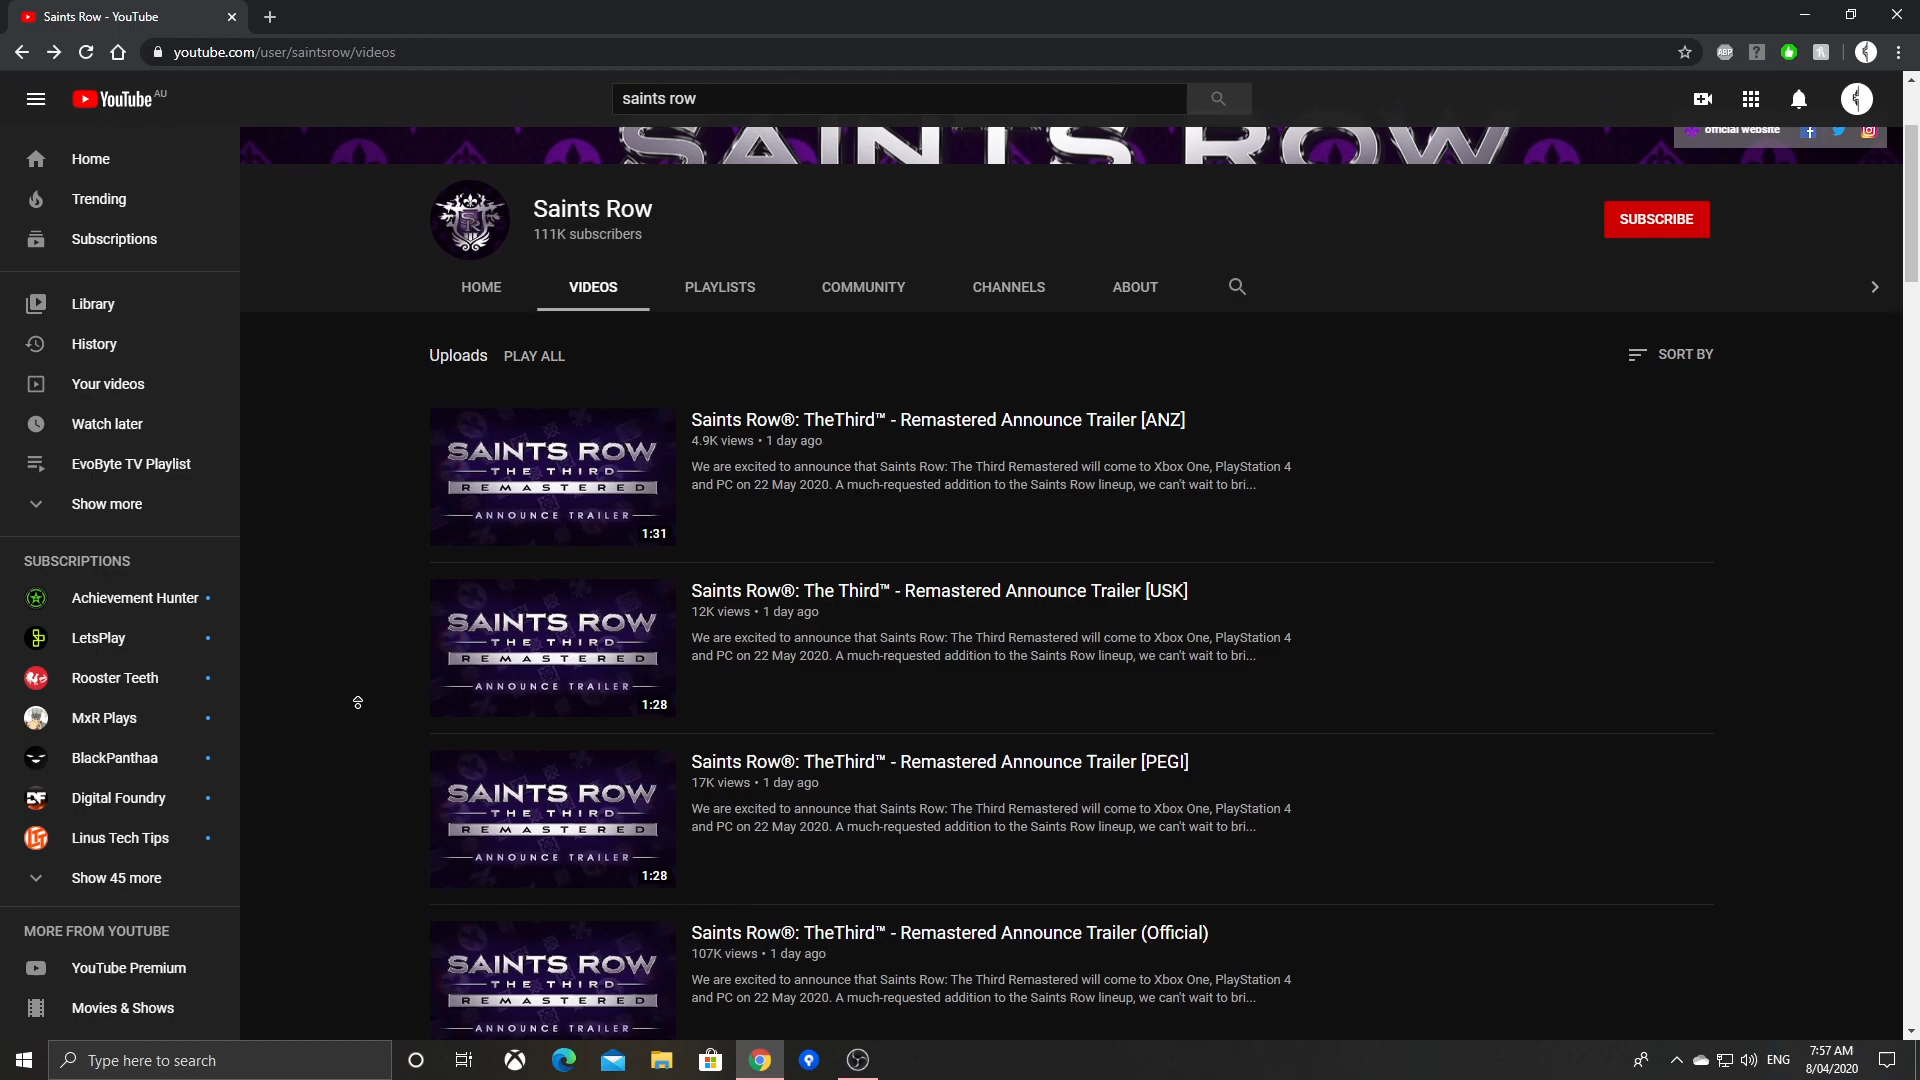 Saints Row - YouTube
youtube.com/user/saintsrow/videos
ABP
YouTube AU
saints row
SAINTS ROW
official website
Home
Trending
Subscriptions
Library
History
Your videos
Watch later
EvoByte TV Playlist
Show more
SUBSCRIPTIONS
Achievement Hunter
LetsPlay
Rooster Teeth
MxR Plays
BlackPanthaa
Digital Foundry
Linus Tech Tips
Show 45 more
MORE FROM YOUTUBE
YouTube Premium
Movies & Shows
Saints Row
111K subscribers
SUBSCRIBE
HOME VIDEOS PLAYLISTS COMMUNITY CHANNELS ABOUT
Uploads PLAY ALL
SORT BY
SAINTS ROW
THE THIRD
REMASTERED
ANNOUNCE TRAILER
1:31
Saints Row®: TheThird™ - Remastered Announce Trailer [ANZ]
4.9K views • 1 day ago
We are excited to announce that Saints Row: The Third Remastered will come to Xbox One, PlayStation 4
and PC on 22 May 2020. A much-requested addition to the Saints Row lineup, we can't wait to bri...
SAINTS ROW
THE THIRD
REMASTERED
ANNOUNCE TRAILER
1:28
Saints Row®: The Third™ - Remastered Announce Trailer [USK]
12K views • 1 day ago
We are excited to announce that Saints Row: The Third Remastered will come to Xbox One, PlayStation 4
and PC on 22 May 2020. A much-requested addition to the Saints Row lineup, we can't wait to bri...
SAINTS ROW
THE THIRD
REMASTERED
ANNOUNCE TRAILER
1:28
Saints Row®: TheThird™ - Remastered Announce Trailer [PEGI]
17K views • 1 day ago
We are excited to announce that Saints Row: The Third Remastered will come to Xbox One, PlayStation 4
and PC on 22 May 2020. A much-requested addition to the Saints Row lineup, we can't wait to bri...
SAINTS ROW
THE THIRD
REMASTERED
ANNOUNCE TRAILER
Saints Row®: TheThird™ - Remastered Announce Trailer (Official)
107K views • 1 day ago
We are excited to announce that Saints Row: The Third Remastered will come to Xbox One, PlayStation 4
and PC on 22 May 2020. A much-requested addition to the Saints Row lineup, we can't wait to bri...
Type here to search
ENG
7:57 AM
8/04/2020